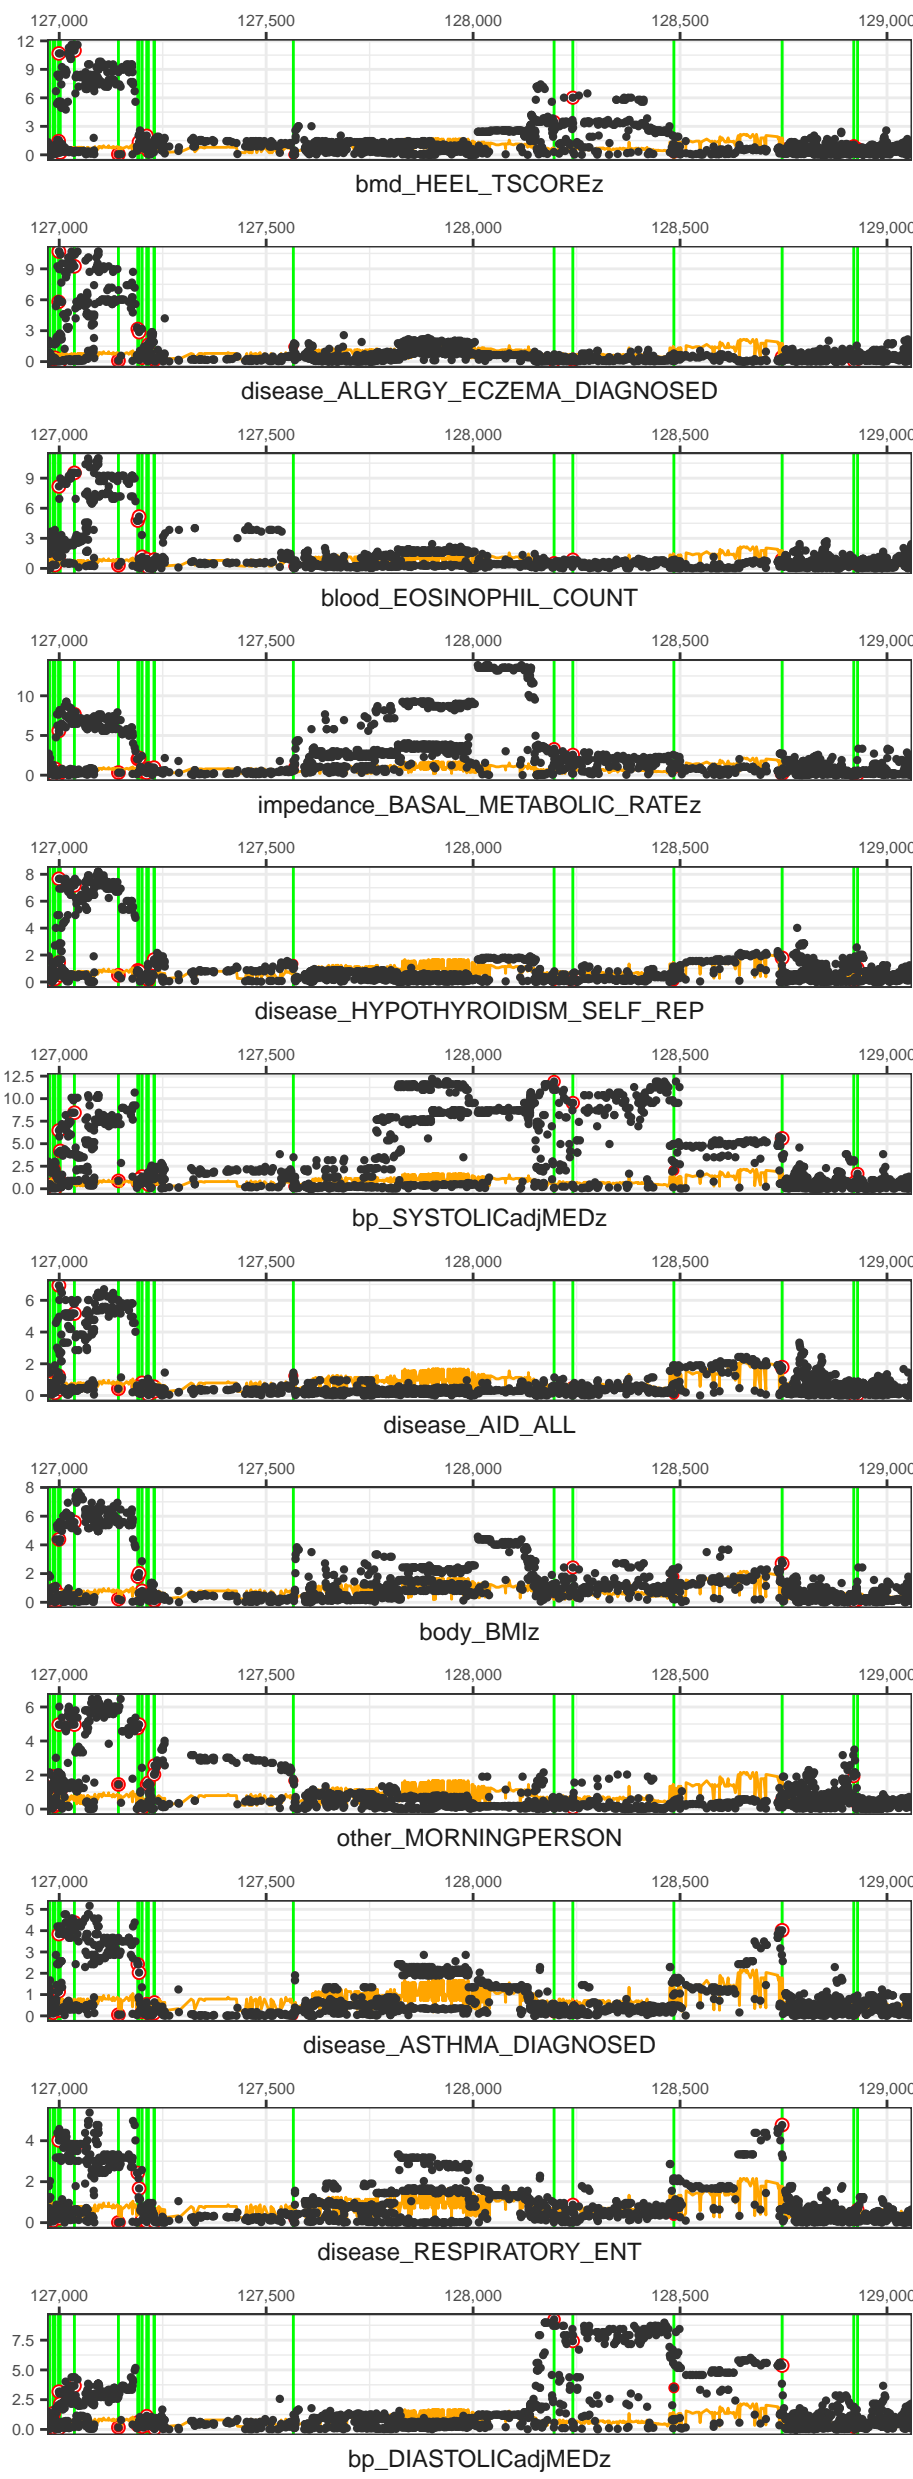 127,000 127,500 128,000 128,500 129,000
12
9
6
3
0
bmd_HEEL_TSCOREz
127,000 127,500 128,000 128,500 129,000
9
6
3
0
disease_ALLERGY_ECZEMA_DIAGNOSED
127,000 127,500 128,000 128,500 129,000
9
6
3
0
blood_EOSINOPHIL_COUNT
127,000 127,500 128,000 128,500 129,000
10
5
0
impedance_BASAL_METABOLIC_RATEz
127,000 127,500 128,000 128,500 129,000
8
6
4
2
0
disease_HYPOTHYROIDISM_SELF_REP
127,000 127,500 128,000 128,500 129,000
12.5
10.0
7.5
5.0
2.5
0.0
bp_SYSTOLICadjMEDz
127,000 127,500 128,000 128,500 129,000
6
4
2
0
disease_AID_ALL
127,000 127,500 128,000 128,500 129,000
8
6
4
2
0
body_BMIz
127,000 127,500 128,000 128,500 129,000
6
4
2
0
other_MORNINGPERSON
127,000 127,500 128,000 128,500 129,000
5
4
3
2
1
0
disease_ASTHMA_DIAGNOSED
127,000 127,500 128,000 128,500 129,000
4
2
0
disease_RESPIRATORY_ENT
127,000 127,500 128,000 128,500 129,000
7.5
5.0
2.5
0.0
bp_DIASTOLICadjMEDz